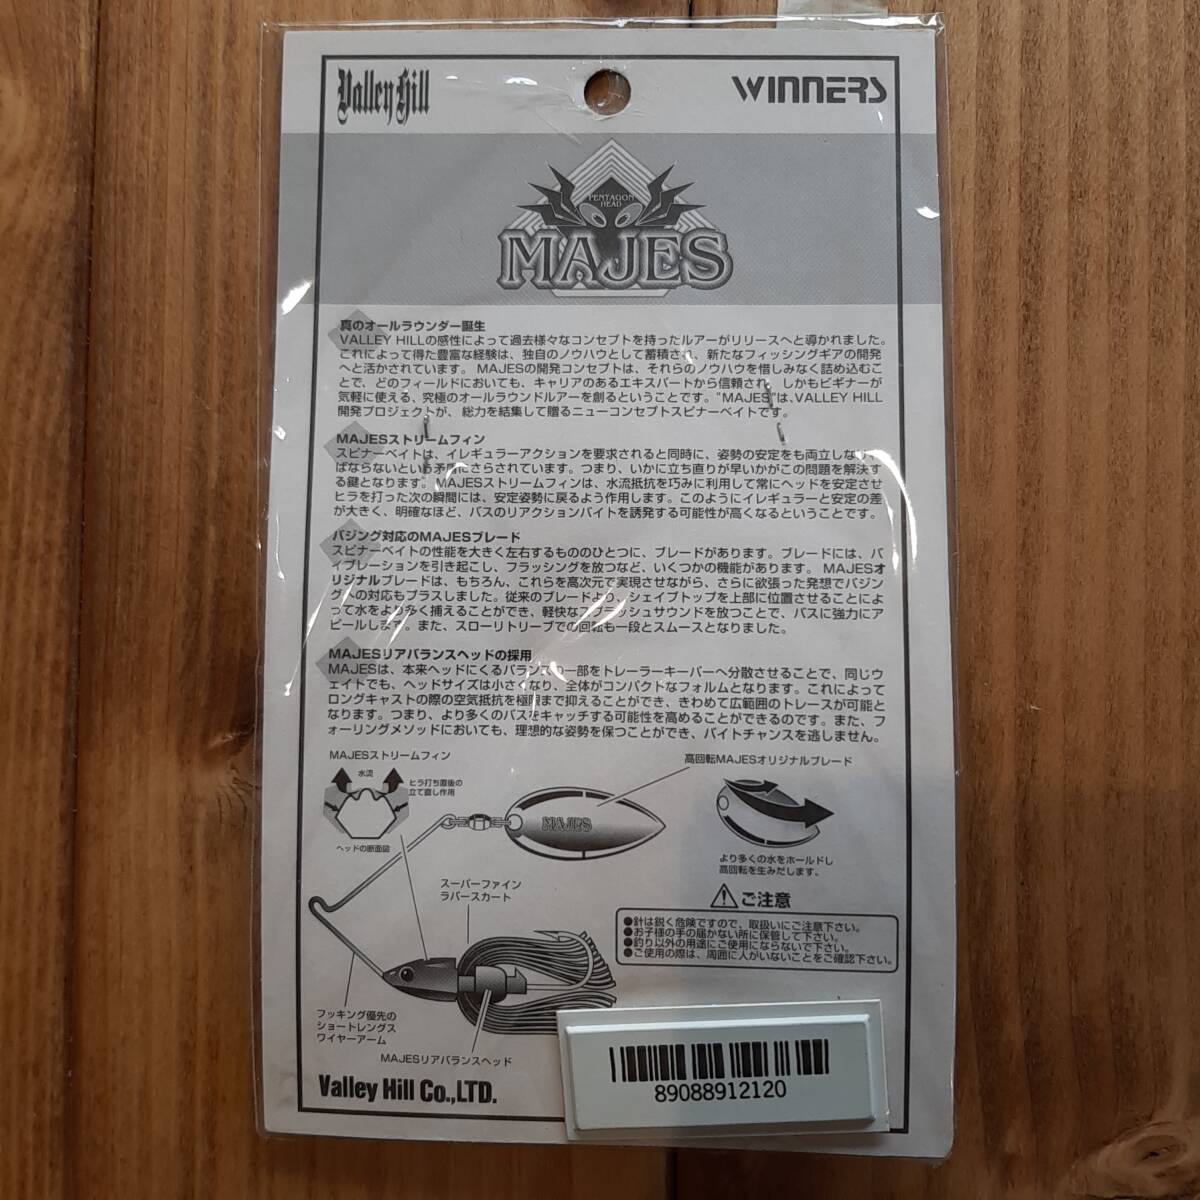 Valley Hill
WINNERS
PENTAGON
HEAD
MAJES
真のオールラウンダー誕生
VALLEY HILLの感性によって過去様々なコンセプトを持ったルアーがリリースへと導かれました。
これによって得た豊富な経験は、独自のノウハウとして蓄積され、新たなフィッシングギアの開発
へと活かされています。 MAJESの開発コンセプトは、それらのノウハウを惜しみなく詰め込むこ
とで、どのフィールドにおいても、キャリアのあるエキスパートから信頼され、しかもビギナーが
気軽に使える、究極のオールラウンドルアーを創るということです。"MAJES"は、VALLEY HILL
開発プロジェクトが、総力を結集して贈るニューコンセプトスピナーベイトです。
MAJESストリームフィン
スピナーベイトは、イレギュラーアクションを要求されると同時に、姿勢の安定をも両立しなけれ
ばならないという矛盾にさらされています。つまり、いかに立ち直りが早いかがこの問題を解決す
る鍵となります。 MAJESストリームフィンは、水流抵抗を巧みに利用して常にヘッドを安定させ
ヒラを打った次の瞬間には、安定姿勢に戻るよう作用します。このようにイレギュラーと安定の差
が大きく、明確なほど、バスのリアクションバイトを誘発する可能性が高くなるということです。
バジング対応のMAJESブレード
スピナーベイトの性能を大きく左右するもののひとつに、ブレードがあります。ブレードには、バ
イブレーションを引き起こし、フラッシングを放つなど、いくつかの機能があります。 MAJESオ
リジナルブレードは、もちろん、これらを高次元で実現させながら、さらに欲張った発想でバジン
グへの対応もプラスしました。従来のブレードより、シェイプトップを上部に位置させることによ
って水をより多く捕えることができ、軽快なスプラッシュサウンドを放つことで、バスに強力にア
ピールします。また、スローリトリーブでの回転も一段とスムースとなりました。
MAJESリアバランスヘッドの採用
MAJESは、本来ヘッドにくるバランスの一部をトレーラーキーパーへ分散させることで、同じウ
ェイトでも、ヘッドサイズは小さくなり、全体がコンパクトなフォルムとなります。これによって
ロングキャストの際の空気抵抗を極限まで抑えることができ、きわめて広範囲のトレースが可能と
なります。つまり、より多くのバスをキャッチする可能性を高めることができるのです。また、フ
ォーリングメソッドにおいても、理想的な姿勢を保つことができ、バイトチャンスを逃しません。
MAJESストリームフィン
水流
ヒラ打ち直後の
立て直し作用
ヘッドの断面図
高回転MAJESオリジナルブレード
MAJES
より多くの水をホールドし
高回転を生みだします。
スーパーファイン
ラバースカート
⚠ご注意
●針は鋭く危険ですので、取扱いにご注意下さい。
●お子様の手の届かない所に保管して下さい。
●釣り以外の用途にご使用にならないで下さい。
●ご使用の際は、周囲に人がいないことをご確認下さい。
フッキング優先の
ショートレングス
ワイヤーアーム
MAJESリアバランスヘッド
Valley Hill Co.,LTD.
89088912120